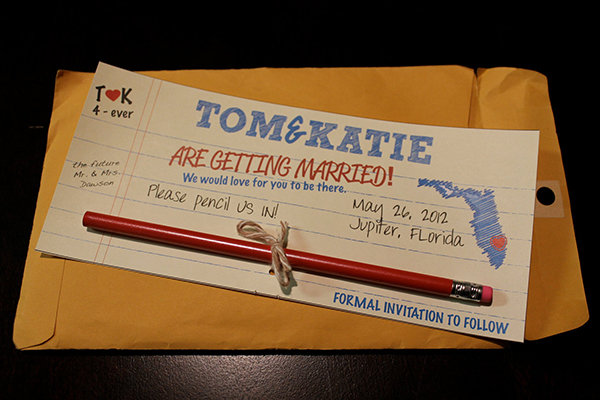 T❤K
4 - ever
the future
Mr. & Mrs.
Dawson
TOM&KATIE
ARE GETTING MARRIED!
We would love for you to be there.
Please pencil us in!
May 26, 2012
Jupiter, Florida
FORMAL INVITATION TO FOLLOW